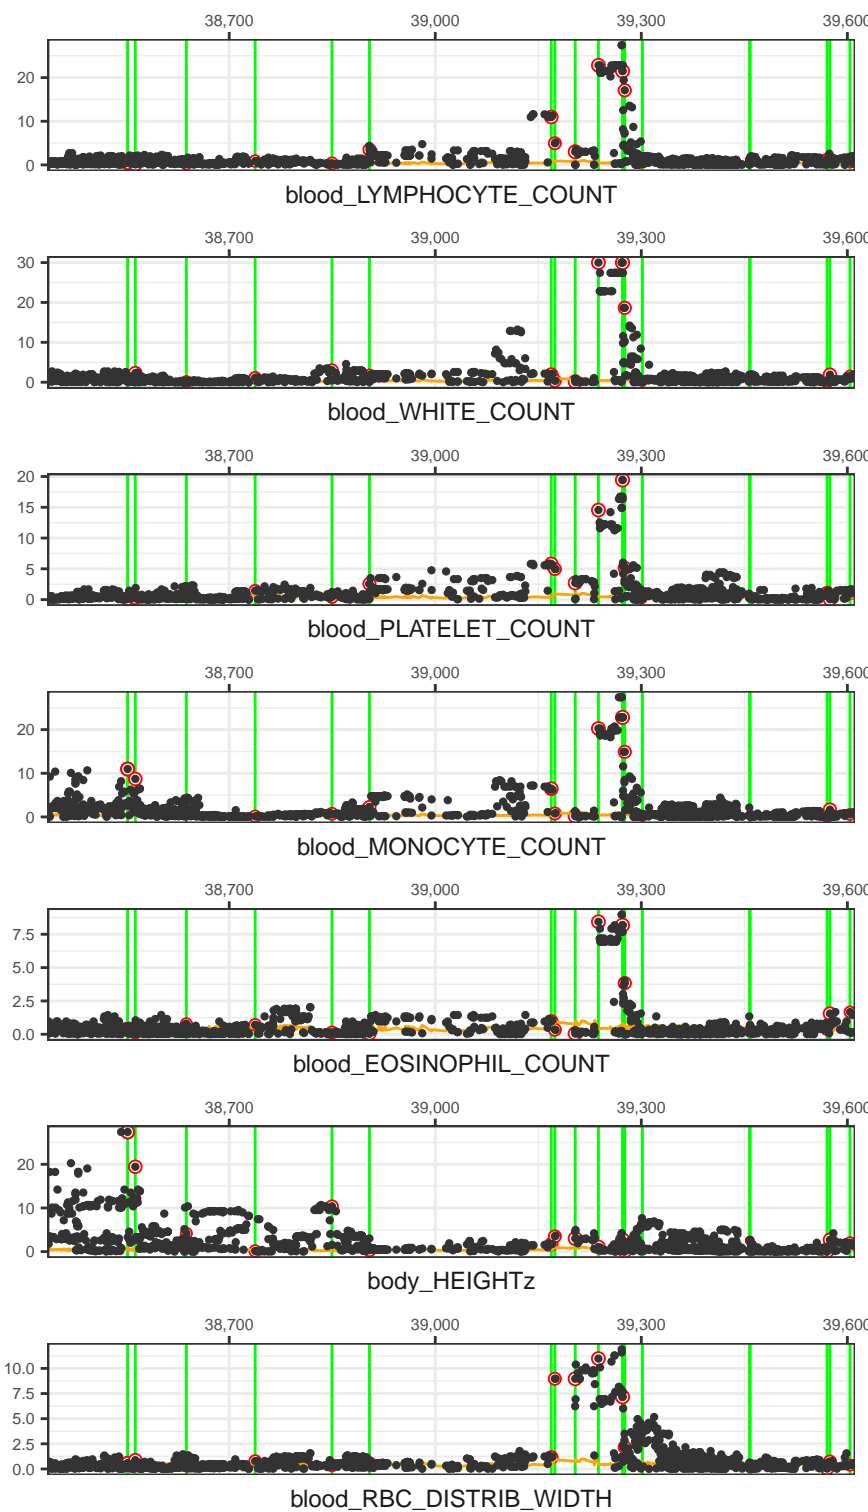 38,700 39,000 39,300 39,600
20
10
0
blood_LYMPHOCYTE_COUNT
38,700 39,000 39,300 39,600
30
20
10
0
blood_WHITE_COUNT
38,700 39,000 39,300 39,600
20
15
10
5
0
blood_PLATELET_COUNT
38,700 39,000 39,300 39,600
20
10
0
blood_MONOCYTE_COUNT
38,700 39,000 39,300 39,600
7.5
5.0
2.5
0.0
blood_EOSINOPHIL_COUNT
38,700 39,000 39,300 39,600
20
10
0
body_HEIGHTz
38,700 39,000 39,300 39,600
10.0
7.5
5.0
2.5
0.0
blood_RBC_DISTRIB_WIDTH